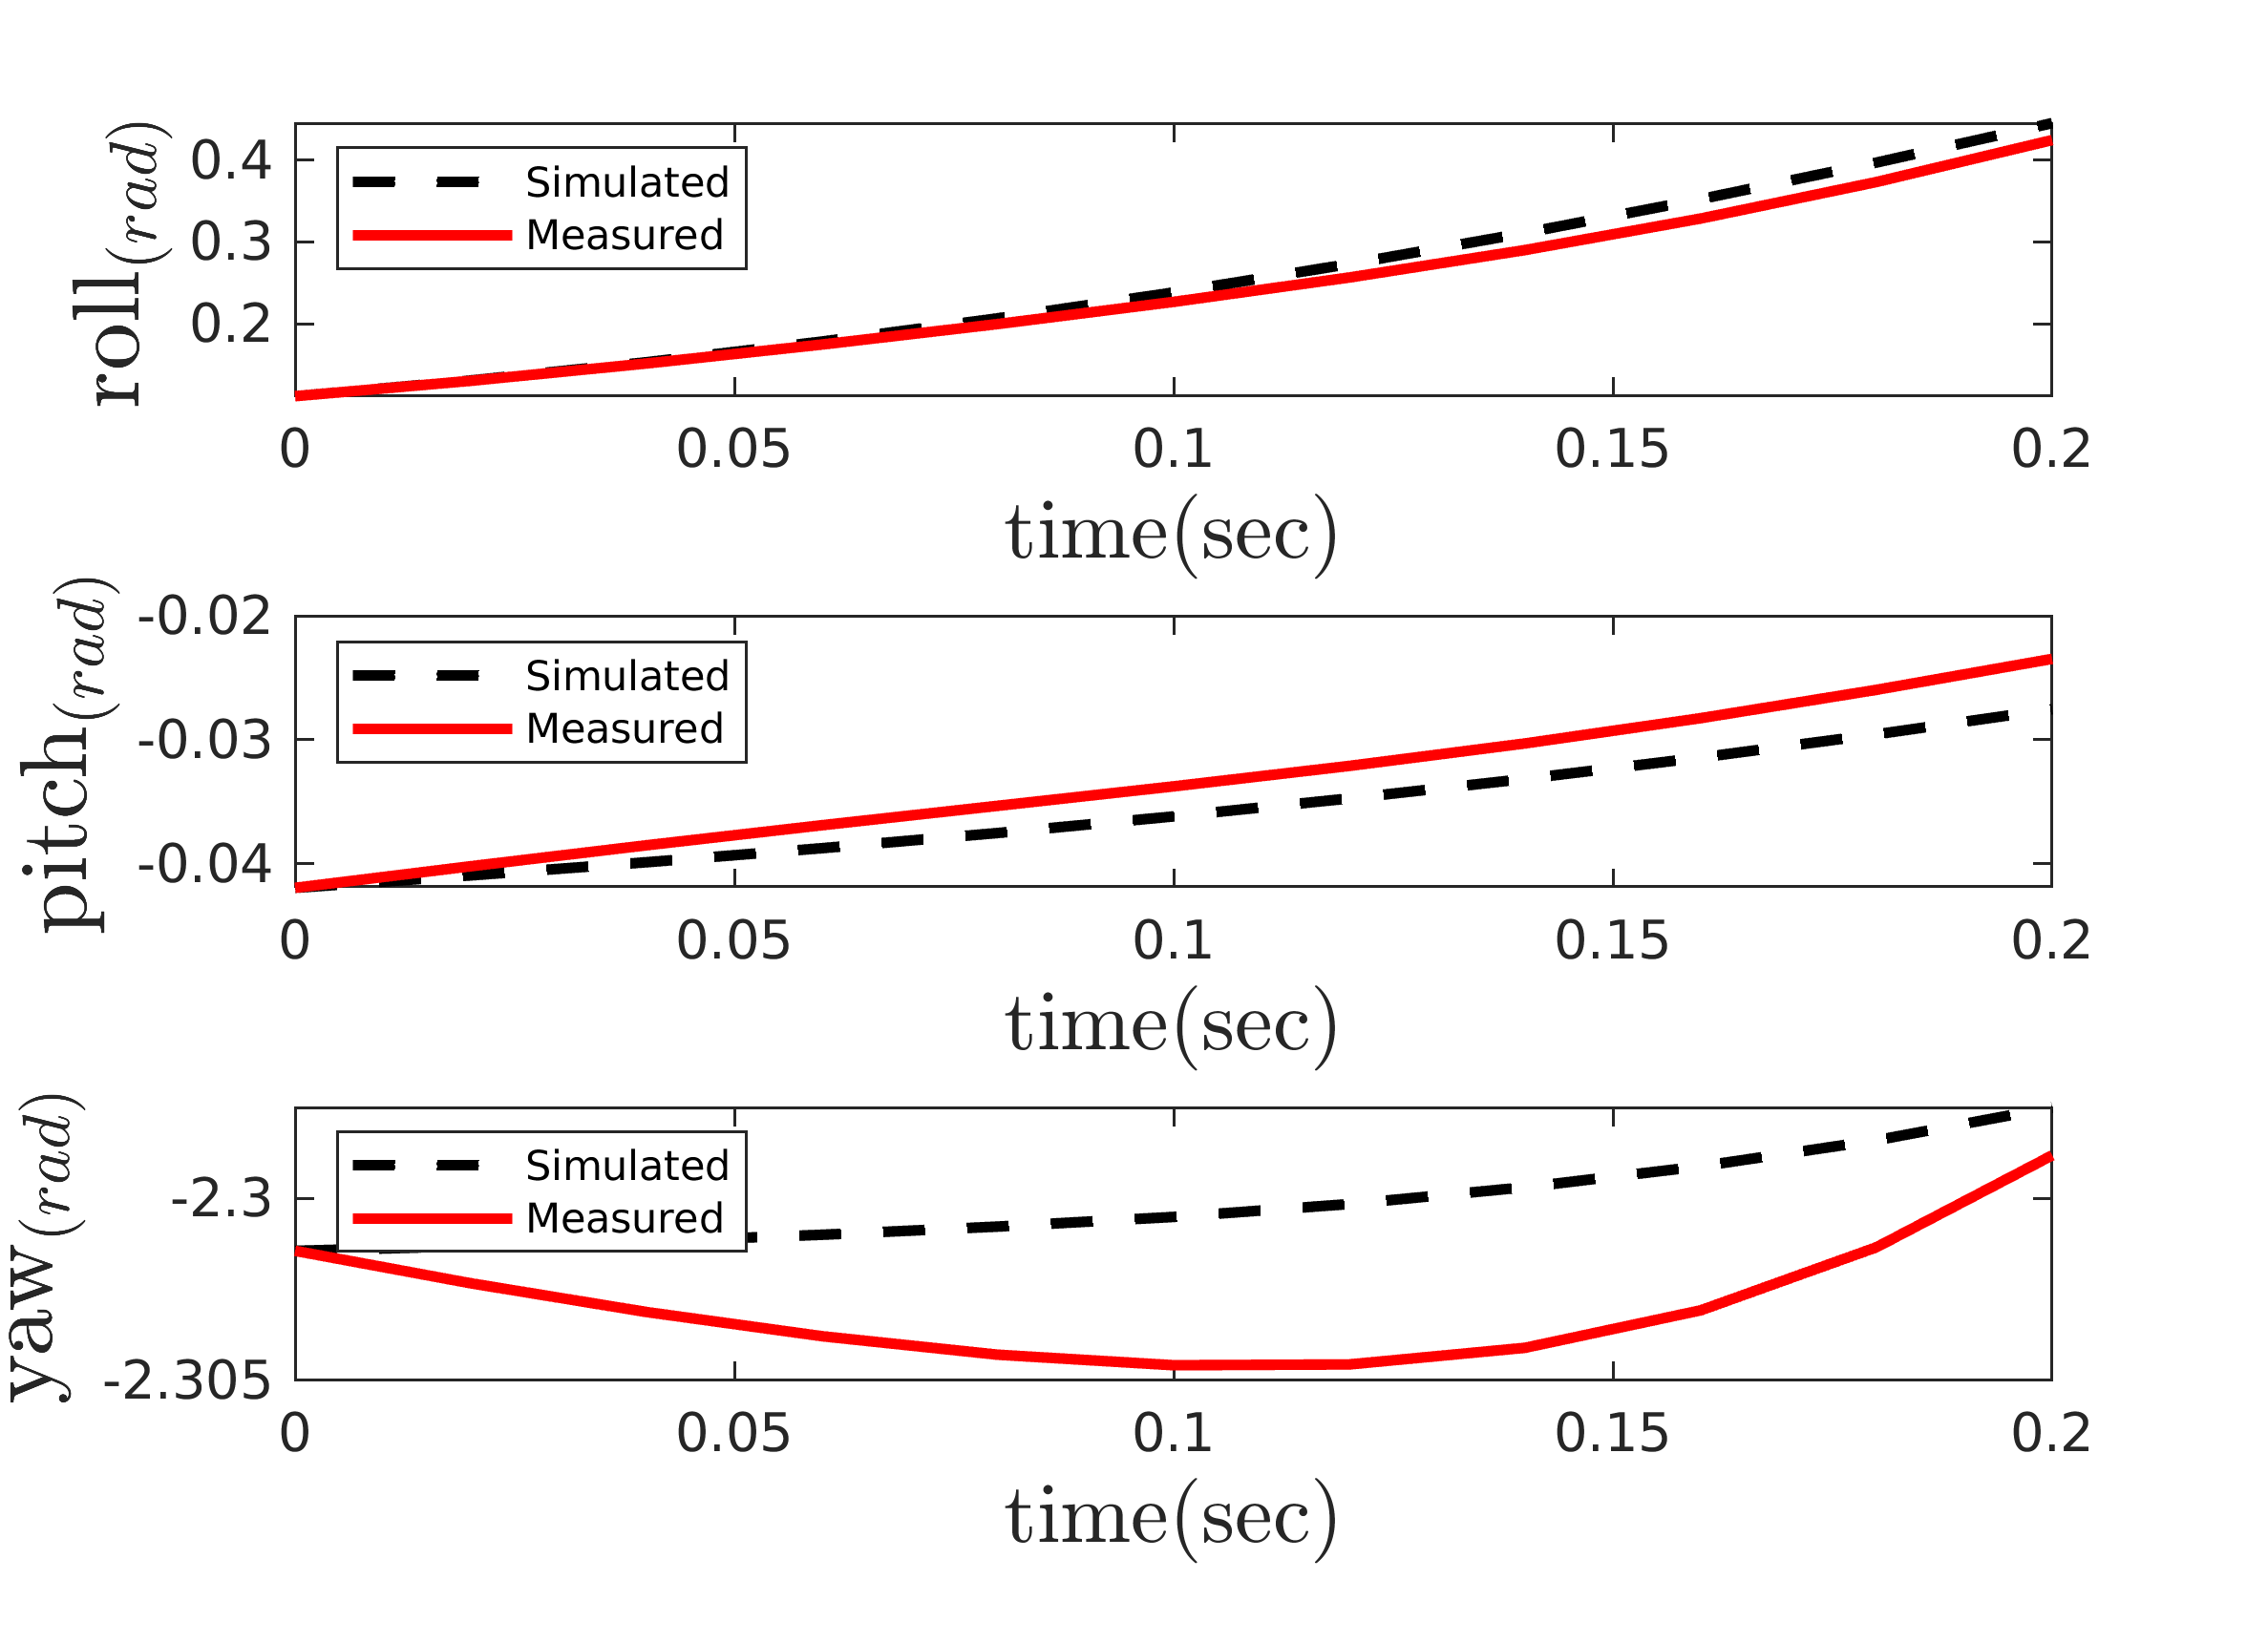 roll(rad)
0.4
0.3
0.2
Simulated
Measured
0 0.05 0.1 0.15 0.2
time(sec)
pitch(rad)
-0.02
-0.03
-0.04
Simulated
Measured
0 0.05 0.1 0.15 0.2
time(sec)
yaw(rad)
-2.3
-2.305
Simulated
Measured
0 0.05 0.1 0.15 0.2
time(sec)